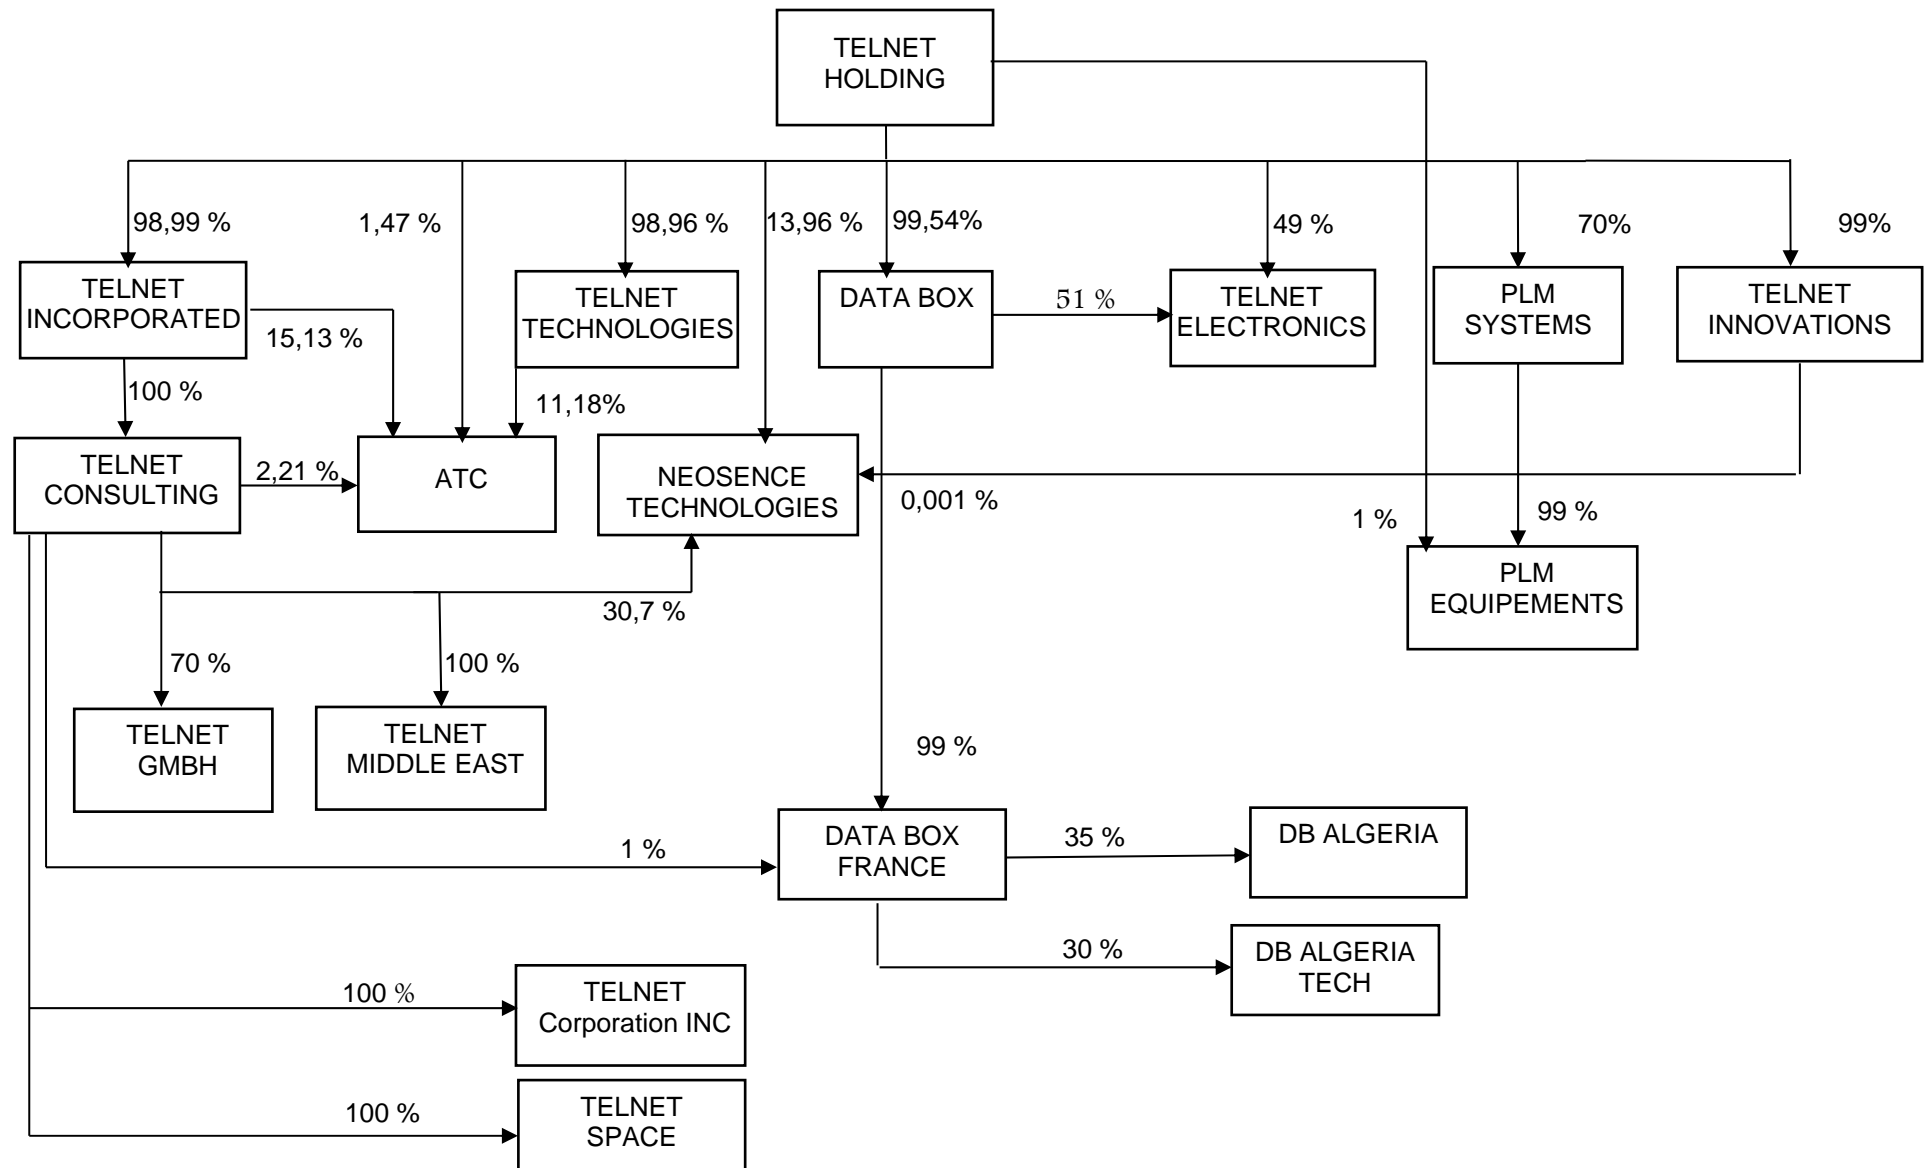 TELNET
HOLDING
98,99 %
1,47 %
98,96 %
13,96 %
99,54%
49 %
70%
99%
TELNET
INCORPORATED
TELNET
TECHNOLOGIES
DATA BOX
51 %
TELNET
ELECTRONICS
PLM
SYSTEMS
TELNET
INNOVATIONS
15,13 %
100 %
11,18%
TELNET
CONSULTING
2,21 %
ATC
NEOSENCE
TECHNOLOGIES
0,001 %
1 %
99 %
PLM
EQUIPEMENTS
30,7 %
70 %
100 %
TELNET
GMBH
TELNET
MIDDLE EAST
99 %
1 %
DATA BOX
FRANCE
35 %
DB ALGERIA
30 %
DB ALGERIA
TECH
100 %
TELNET
Corporation INC
100 %
TELNET
SPACE